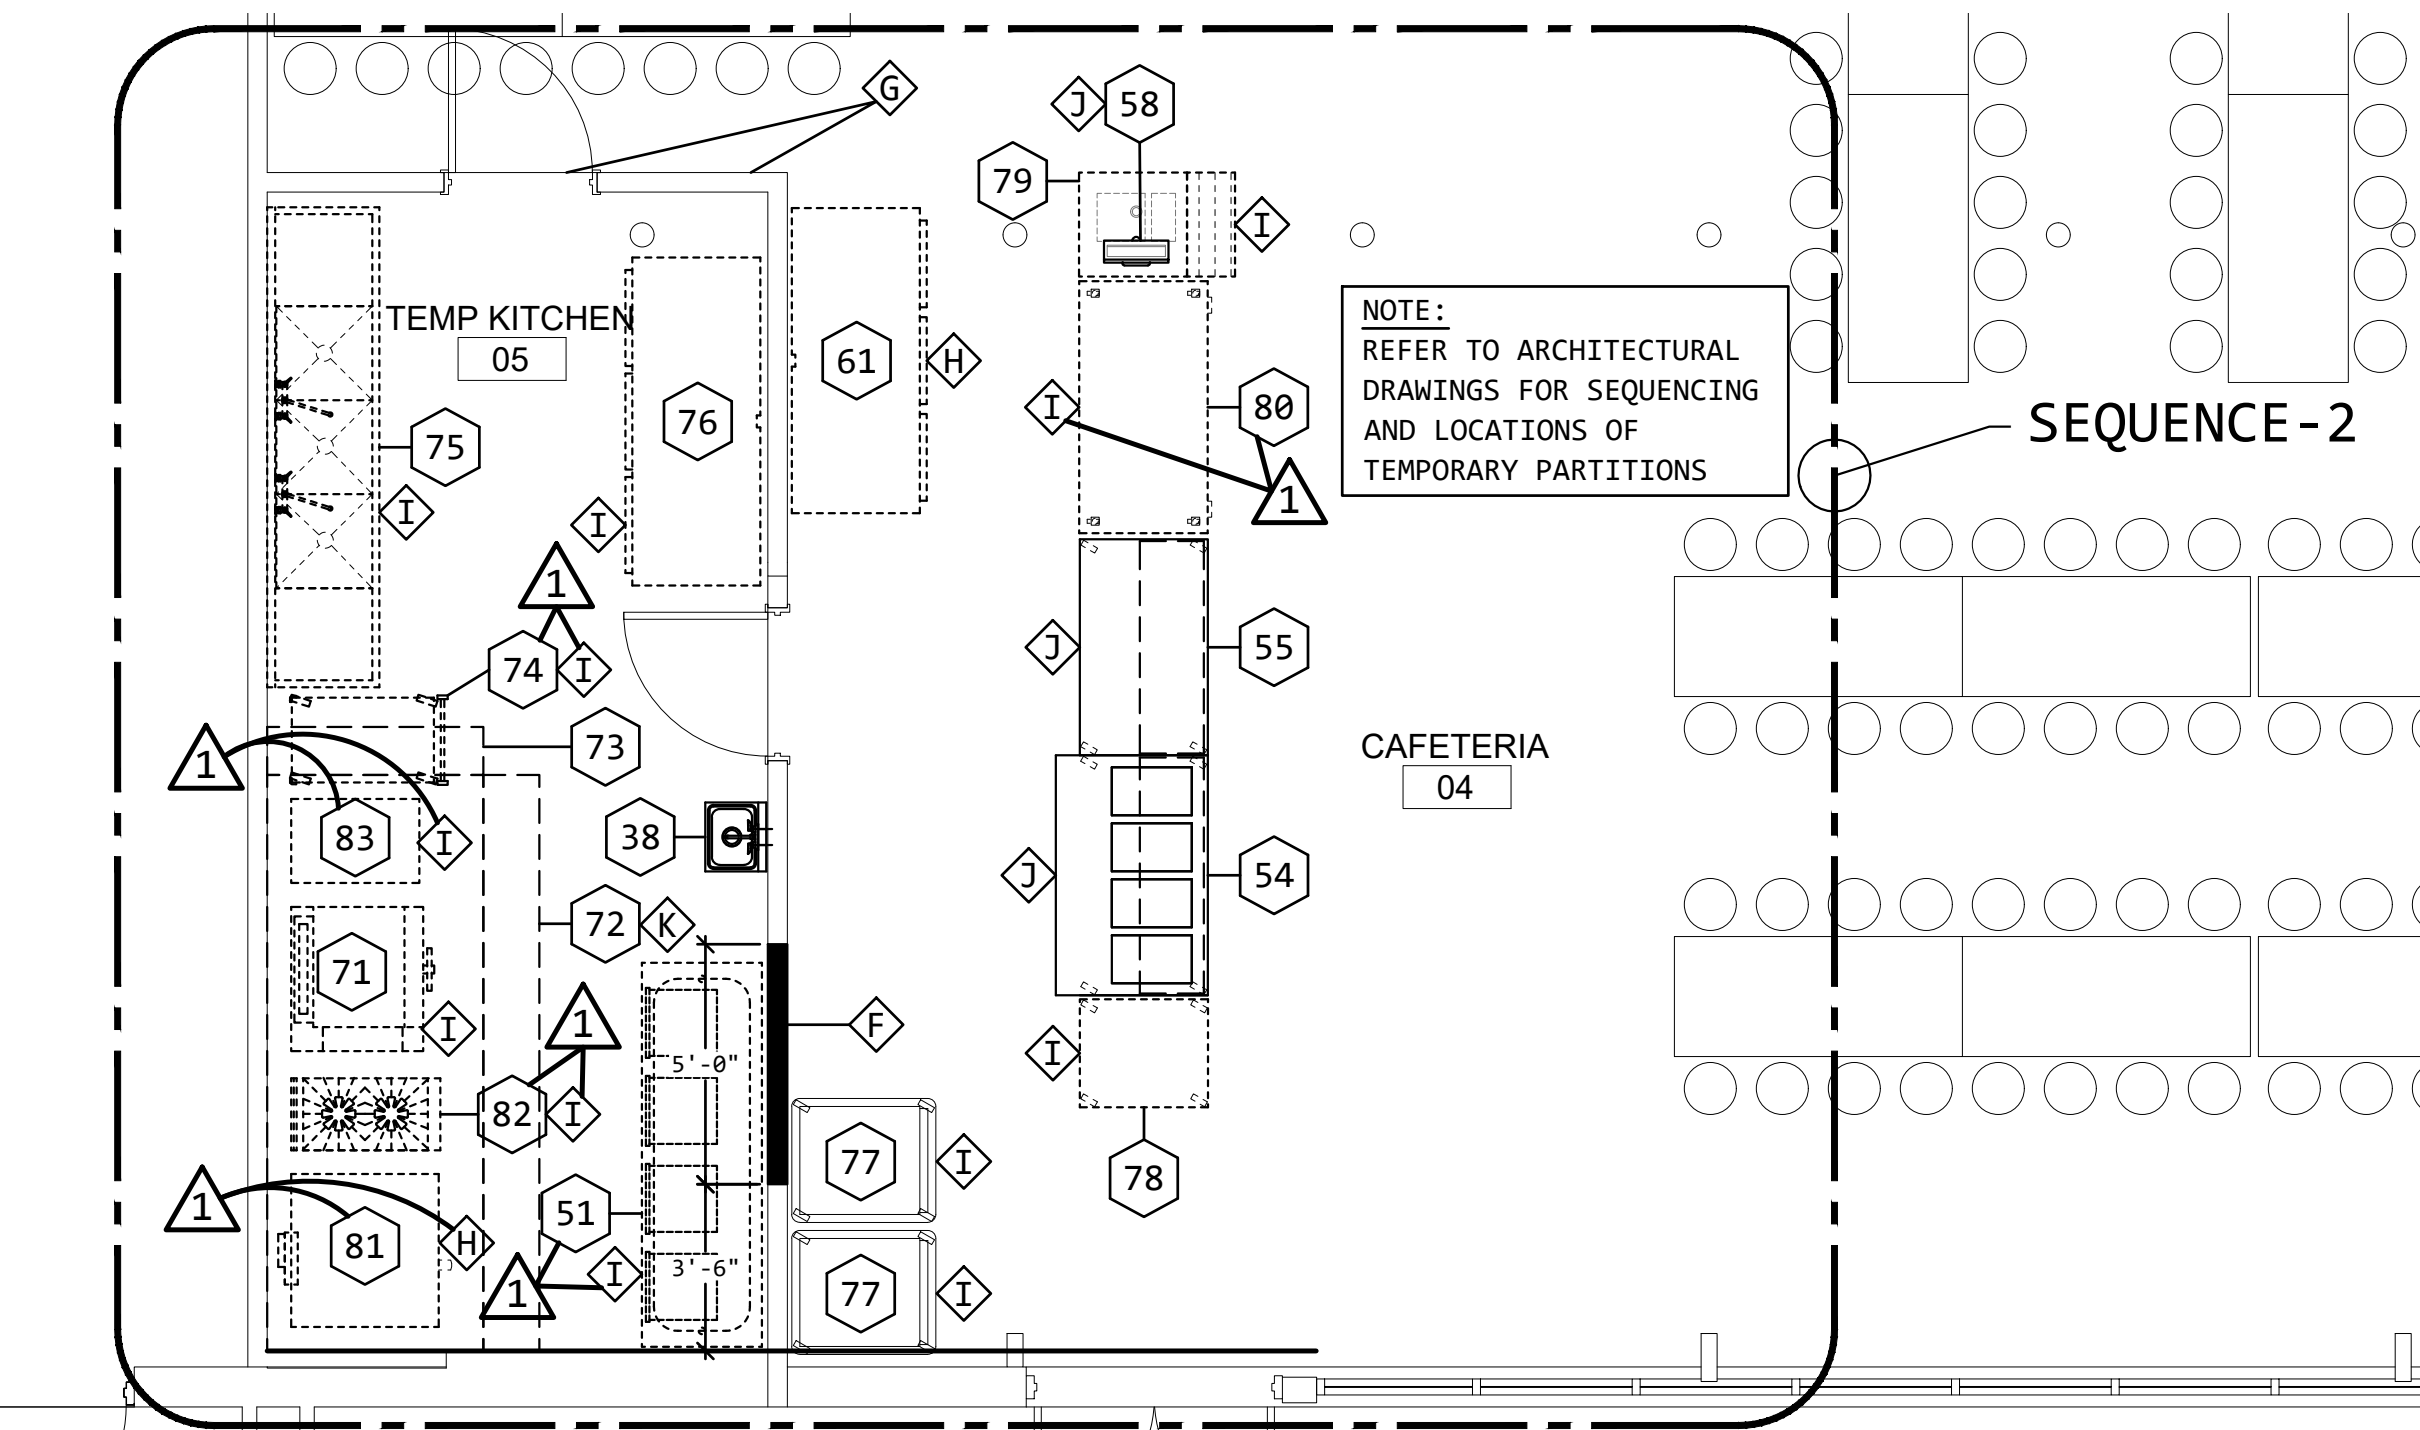 G
J 58
79
I
NOTE:
REFER TO ARCHITECTURAL
DRAWINGS FOR SEQUENCING
AND LOCATIONS OF
TEMPORARY PARTITIONS
TEMP KITCHEN
05
61 H
76
I 80
1
SEQUENCE-2
75
I
I
1
74 I
J 55
73
1
CAFETERIA
04
83 I
38
J 54
72 K
71
I
1
F
5'-0"
I
82 I
77 I
78
1
51
81 H
3'-6"
I
1
77 I